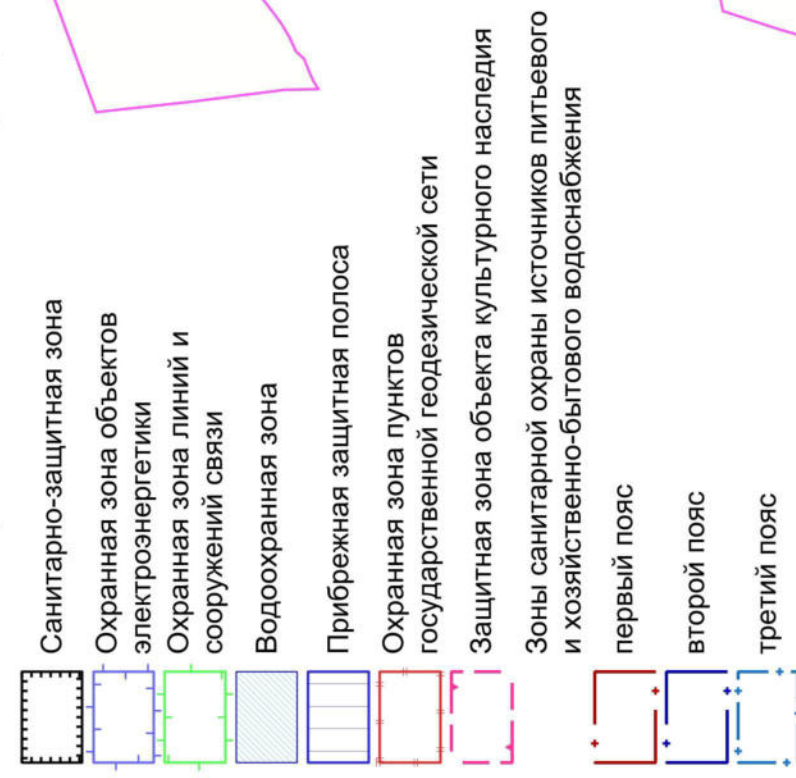 Санитарно-защитная зона
Охранная зона объектов
электроэнергетики
Охранная зона линий и
сооружений связи
Водоохранная зона
Прибрежная защитная полоса
Охранная зона пунктов
государственной геодезической сети
Защитная зона объекта культурного наследия
Зоны санитарной охраны источников питьевого
и хозяйственно-бытового водоснабжения
первый пояс
второй пояс
третий пояс